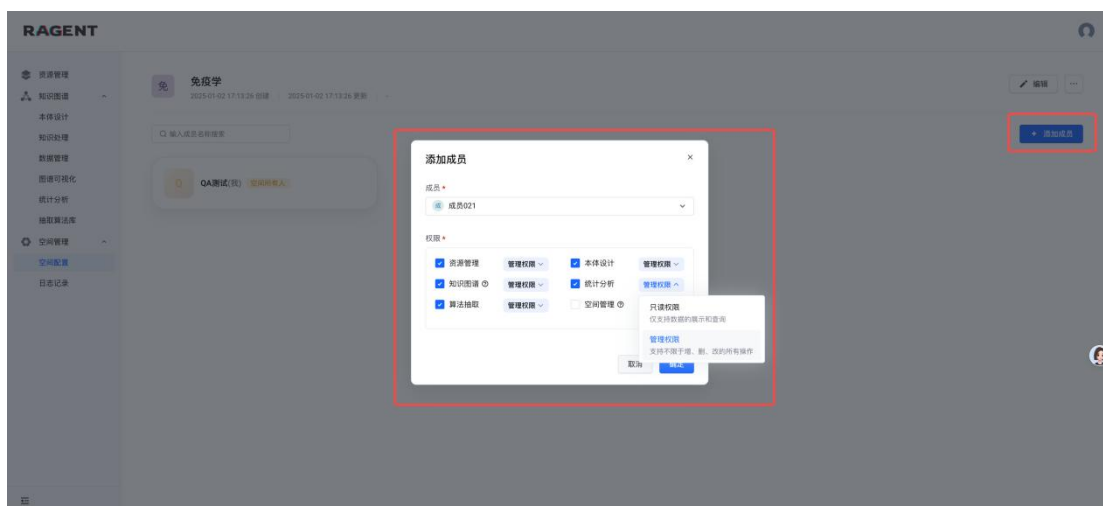 RAGENT
资源管理
知识图谱
本体设计
知识处理
数据管理
图谱可视化
统计分析
抽取算法库
空间管理
空间配置
日志记录
免
免疫学
2025-01-02 17:13:26 创建 2025-01-02 17:13:26 更新
编辑
输入成员名称搜索
+ 添加成员
Q QA测试(我) 空间所有人
添加成员
成员 *
成 成员021
权限 *
资源管理 管理权限 本体设计 管理权限
知识图谱 管理权限 统计分析 管理权限
算法抽取 管理权限 空间管理
只读权限
仅支持数据的展示和查询
管理权限
支持不限于增、删、改的所有操作
取消 确定